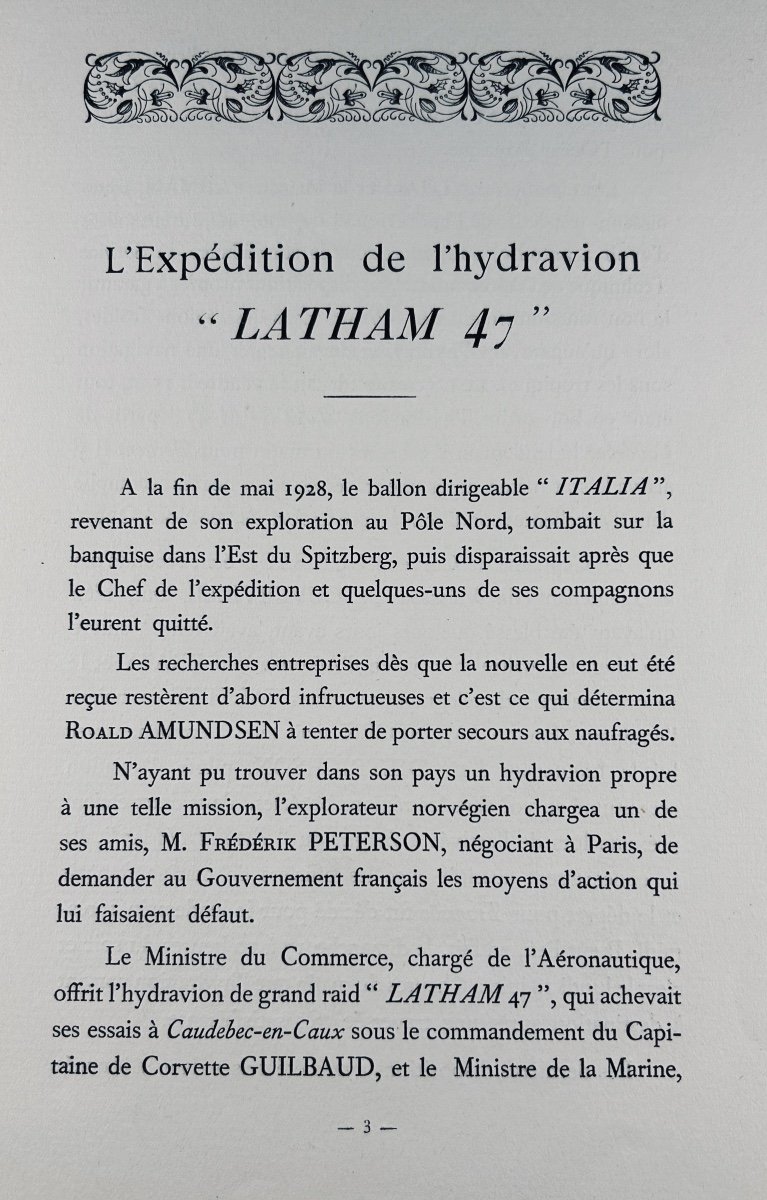 L'Expédition de l'hydravion
“ LATHAM 47 ”
A la fin de mai 1928, le ballon dirigeable “ ITALIA ”,
revenant de son exploration au Pôle Nord, tombait sur la
banquise dans l'Est du Spitzberg, puis disparaissait après que
le Chef de l'expédition et quelques-uns de ses compagnons
l'eurent quitté.
Les recherches entreprises dès que la nouvelle en eut été
reçue restèrent d'abord infructueuses et c'est ce qui détermina
ROALD AMUNDSEN à tenter de porter secours aux naufragés.
N'ayant pu trouver dans son pays un hydravion propre
à une telle mission, l'explorateur norvégien chargea un de
ses amis, M. FRÉDÉRIK PETERSON, négociant à Paris, de
demander au Gouvernement français les moyens d'action qui
lui faisaient défaut.
Le Ministre du Commerce, chargé de l'Aéronautique,
offrit l'hydravion de grand raid “ LATHAM 47 ”, qui achevait
ses essais à Caudebec-en-Caux sous le commandement du Capi-
taine de Corvette GUILBAUD, et le Ministre de la Marine,
— 3 —